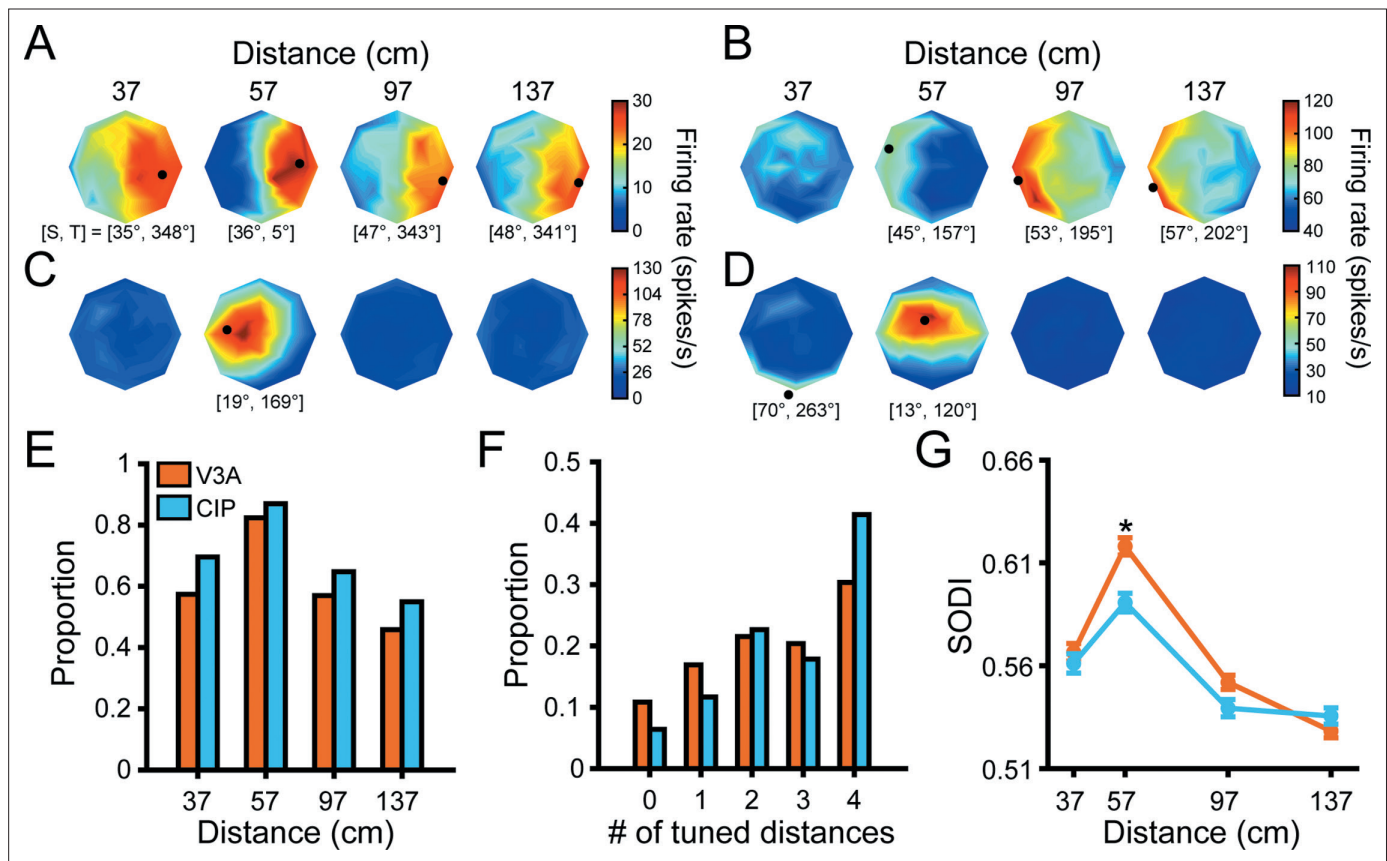 A
B
Distance (cm)
Distance (cm)
37 57 97 137
37 57 97 137
30
20
10
0
Firing rate (spikes/s)
120
100
80
60
40
Firing rate (spikes/s)
[S, T] = [35°, 348°] [36°, 5°] [47°, 343°] [48°, 341°]
[45°, 157°] [53°, 195°] [57°, 202°]
C
D
130
104
78
52
26
0
110
90
70
50
30
10
[19°, 169°]
[70°, 263°] [13°, 120°]
E
V3A
CIP
Proportion
1
0.8
0.6
0.4
0.2
0
37 57 97 137
Distance (cm)
F
Proportion
0.5
0.4
0.3
0.2
0.1
0
0 1 2 3 4
# of tuned distances
G
SODI
0.66
0.61
0.56
0.51
*
37 57 97 137
Distance (cm)